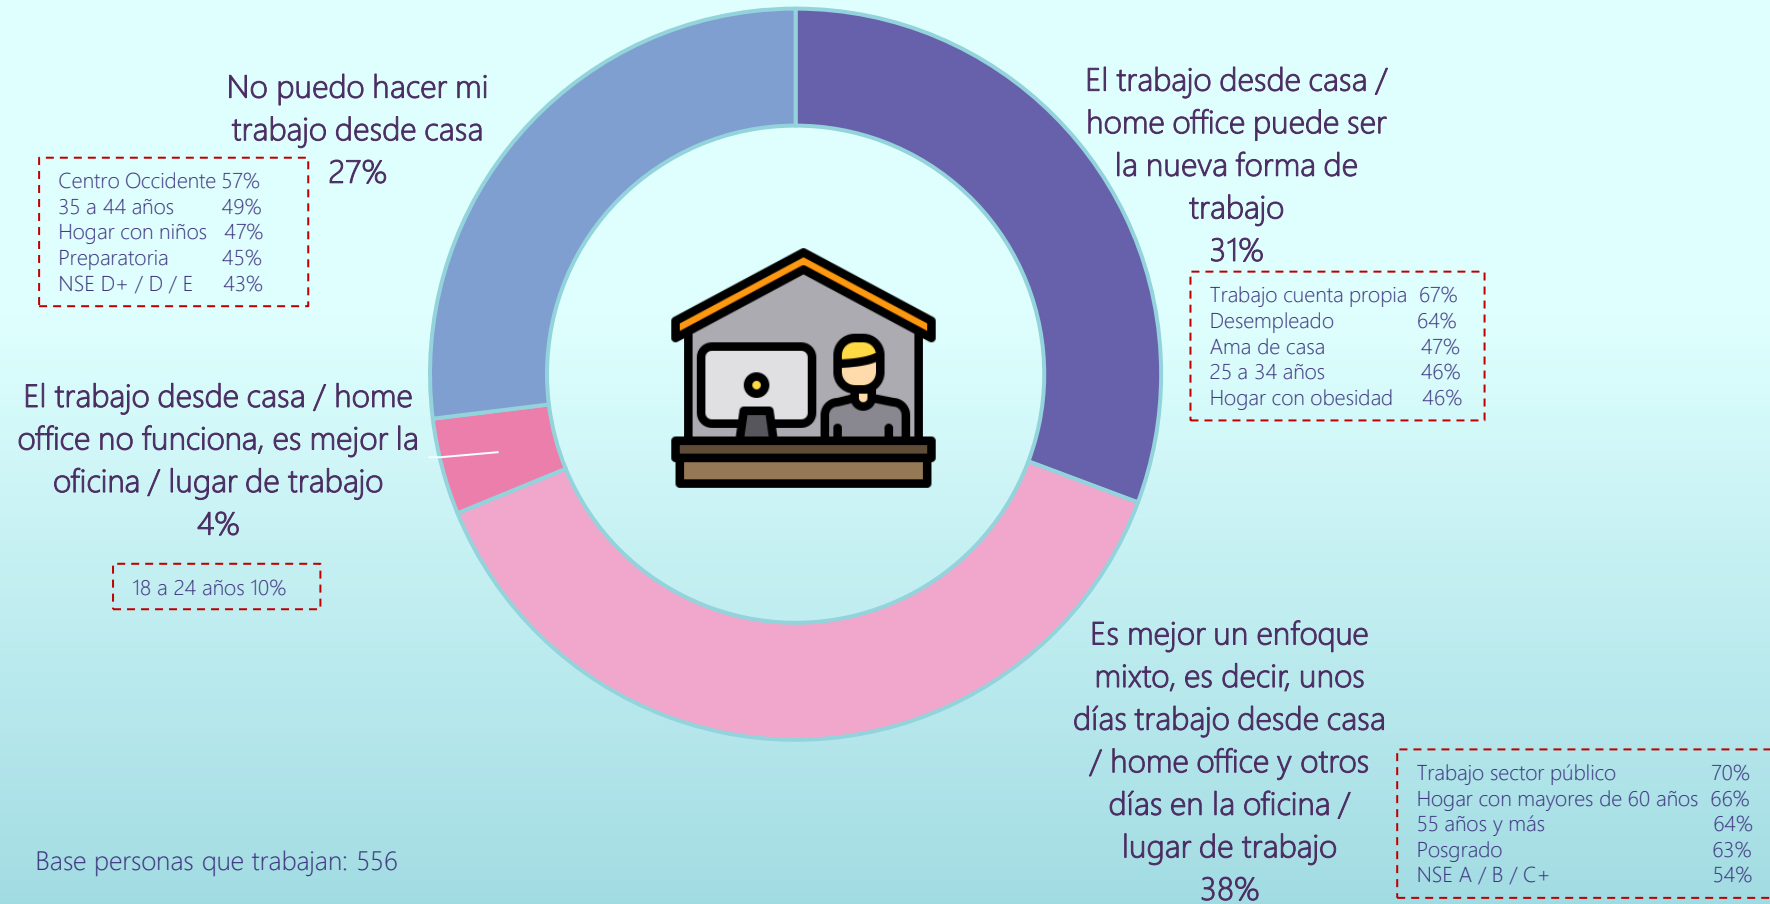 No puedo hacer mi
trabajo desde casa
27%
Centro Occidente 57%
35 a 44 años 49%
Hogar con niños 47%
Preparatoria 45%
NSE D+ / D / E 43%
El trabajo desde casa /
home office puede ser
la nueva forma de
trabajo
31%
Trabajo cuenta propia 67%
Desempleado 64%
Ama de casa 47%
25 a 34 años 46%
Hogar con obesidad 46%
El trabajo desde casa / home
office no funciona, es mejor la
oficina / lugar de trabajo
4%
18 a 24 años 10%
Es mejor un enfoque
mixto, es decir, unos
días trabajo desde casa
/ home office y otros
días en la oficina /
lugar de trabajo
38%
Trabajo sector público 70%
Hogar con mayores de 60 años 66%
55 años y más 64%
Posgrado 63%
NSE A / B / C+ 54%
Base personas que trabajan: 556